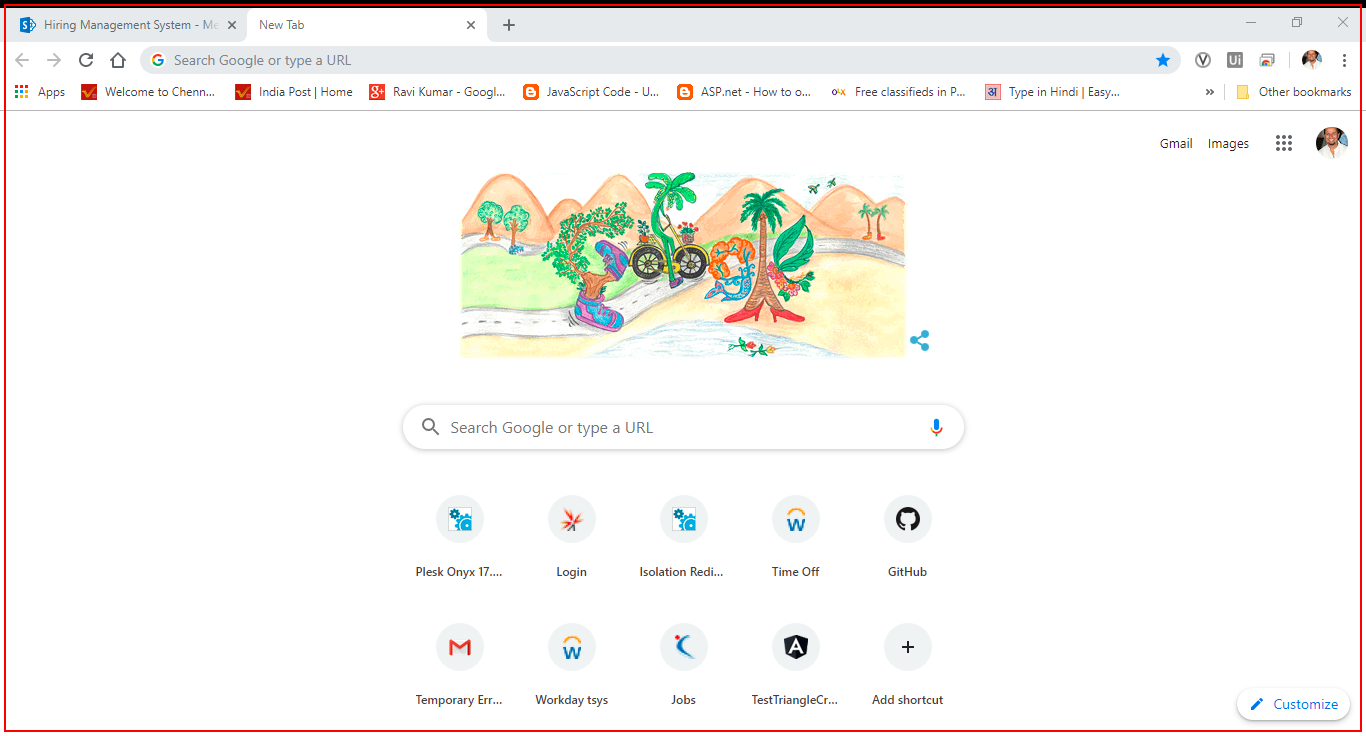 Hiring Management System - Me
New Tab
Search Google or type a URL
Apps
Welcome to Chenn...
India Post | Home
Ravi Kumar - Googl...
JavaScript Code - U...
ASP.net - How to o...
Free classifieds in P...
Type in Hindi | Easy...
Other bookmarks
Gmail
Images
Search Google or type a URL
Plesk Onyx 17....
Login
Isolation Redi...
Time Off
GitHub
Temporary Err...
Workday tsys
Jobs
TestTriangleCr...
Add shortcut
Customize